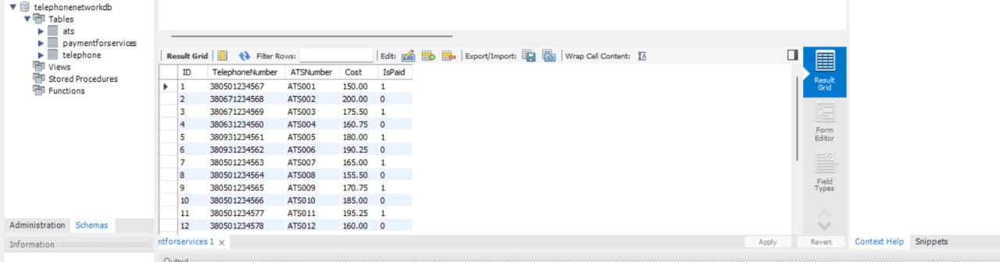 telephonenetworkdb
Tables
ats
paymentforservices
telephone
Views
Stored Procedures
Functions
Administration Schemas
Information
Result Grid Filter Rows: Edit: Export/Import: Wrap Cell Content: IA
ID TelephoneNumber ATSNumber Cost IsPaid
1 380501234567 ATS001 150.00 1
2 380671234568 ATS002 200.00 0
3 380671234569 ATS003 175.50 1
4 380631234560 ATS004 160.75 0
5 380931234561 ATS005 180.00 1
6 380931234562 ATS006 190.25 0
7 380501234563 ATS007 165.00 1
8 380501234564 ATS008 155.50 0
9 380501234565 ATS009 170.75 1
10 380501234566 ATS010 185.00 0
11 380501234577 ATS011 195.25 1
12 380501234578 ATS012 160.00 0
Result
Grid
Form
Editor
Field
Types
ntforservices 1 Apply Revert
Context Help Snippets
Output